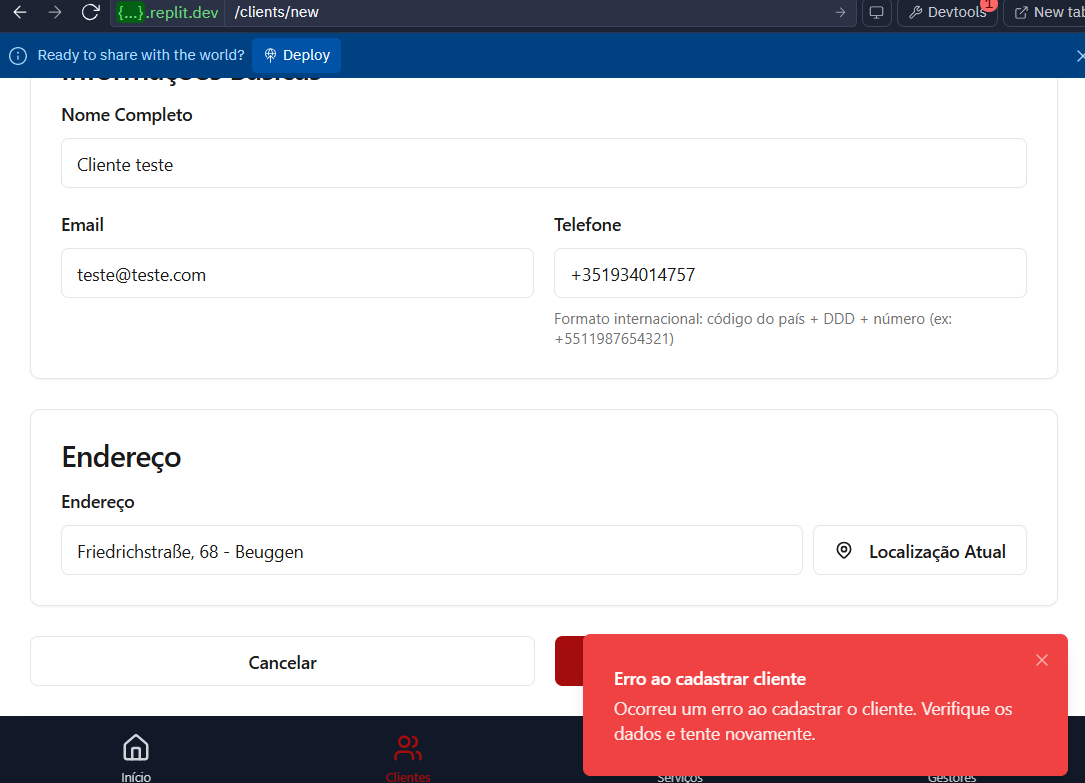 {...}.replit.dev /clients/new Devtools 1 New tab
Ready to share with the world? Deploy
Informações Básicas
Nome Completo
Cliente teste
Email Telefone
teste@teste.com +351934014757
Formato internacional: código do país + DDD + número (ex:
+5511987654321)
Endereço
Endereço
Friedrichstraße, 68 - Beuggen Localização Atual
Cancelar
Erro ao cadastrar cliente
Ocorreu um erro ao cadastrar o cliente. Verifique os
dados e tente novamente.
Início Clientes Serviços Gestores